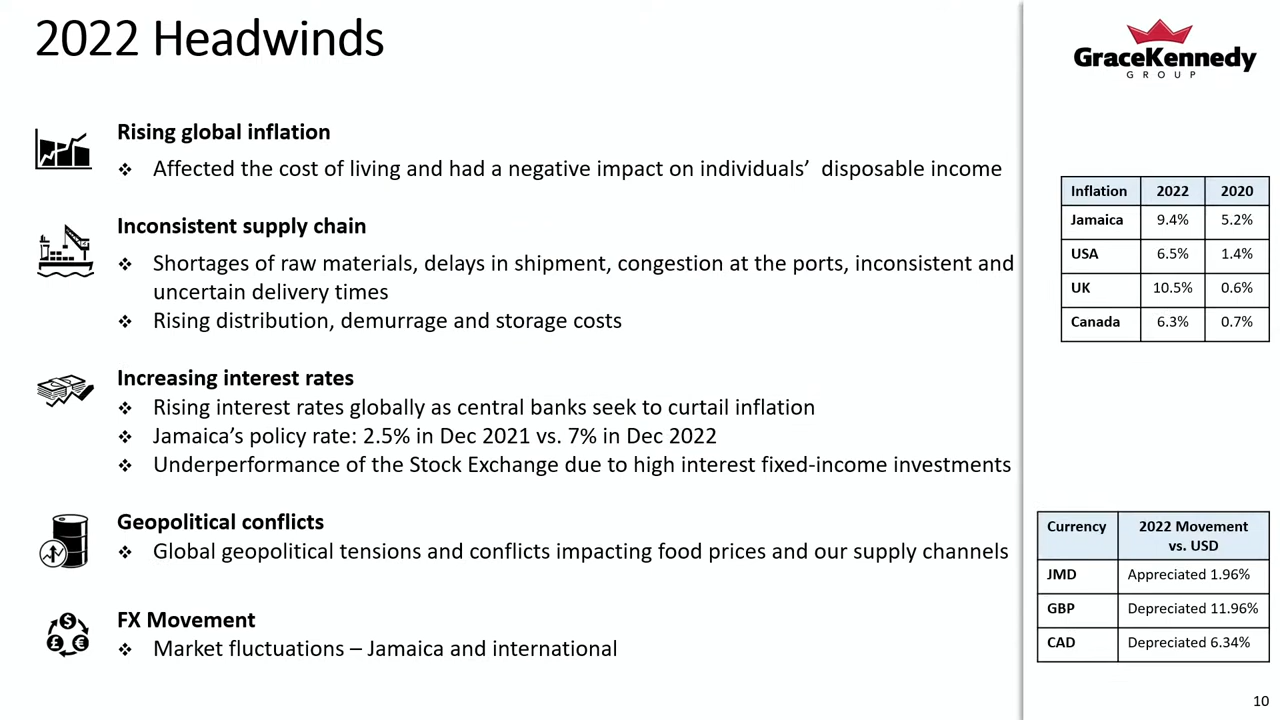 2022 Headwinds
GraceKennedy
GROUP
Rising global inflation
❖ Affected the cost of living and had a negative impact on individuals’  disposable income
Inconsistent supply chain
❖ Shortages of raw materials, delays in shipment, congestion at the ports, inconsistent and
uncertain delivery times
❖ Rising distribution, demurrage and storage costs
Increasing interest rates
❖ Rising interest rates globally as central banks seek to curtail inflation
❖ Jamaica’s policy rate: 2.5% in Dec 2021 vs. 7% in Dec 2022
❖ Underperformance of the Stock Exchange due to high interest fixed-income investments
Geopolitical conflicts
❖ Global geopolitical tensions and conflicts impacting food prices and our supply channels
FX Movement
❖ Market fluctuations – Jamaica and international
Inflation 2022 2020
Jamaica 9.4% 5.2%
USA 6.5% 1.4%
UK 10.5% 0.6%
Canada 6.3% 0.7%
Currency 2022 Movement
vs. USD
JMD Appreciated 1.96%
GBP Depreciated 11.96%
CAD Depreciated 6.34%
10